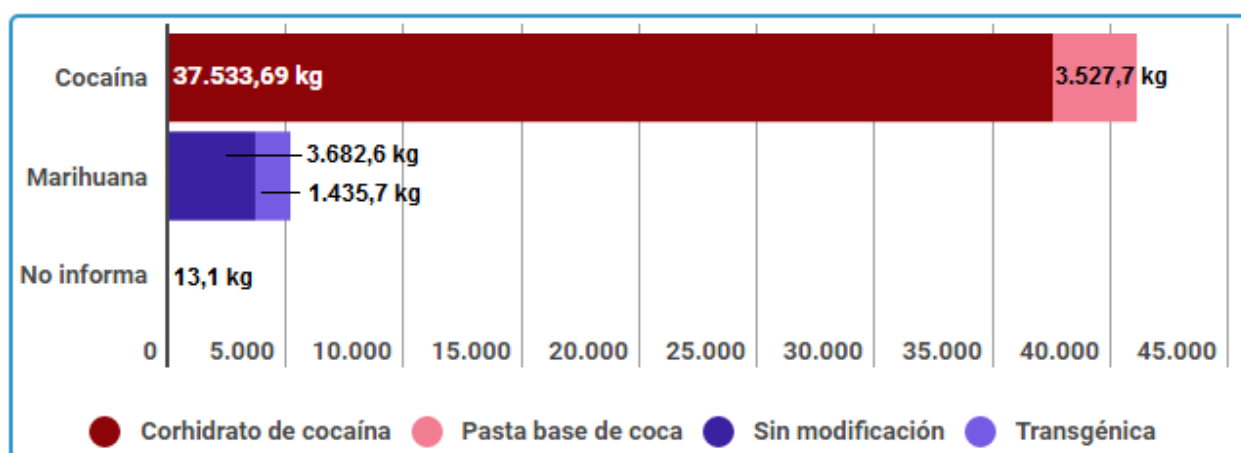 Cocaína 37.533,69 kg 3.527,7 kg
3.682,6 kg
Marihuana
1.435,7 kg
No informa 13,1 kg
0 5.000 10.000 15.000 20.000 25.000 30.000 35.000 40.000 45.000
Corhidrato de cocaína Pasta base de coca Sin modificación Transgénica